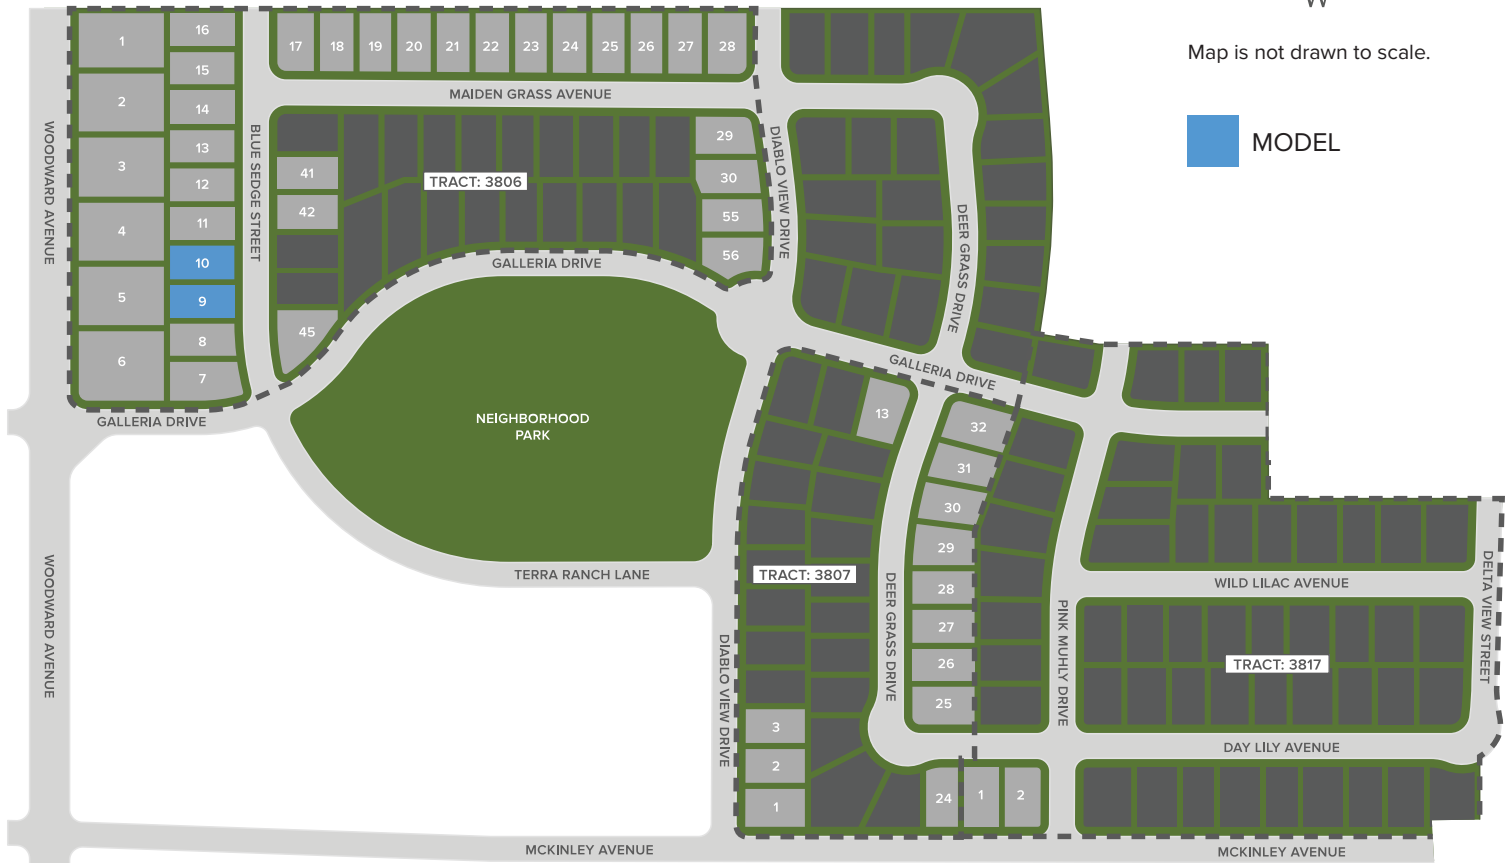 W
Map is not drawn to scale.
MODEL
1
2
3
4
5
6
16
15
14
13
12
11
10
9
8
7
17
18
19
20
21
22
23
24
25
26
27
28
MAIDEN GRASS AVENUE
WOODWARD AVENUE
BLUE SEDGE STREET
41
42
45
TRACT: 3806
29
30
55
56
DIABLO VIEW DRIVE
GALLERIA DRIVE
DEER GRASS DRIVE
GALLERIA DRIVE
GALLERIA DRIVE
NEIGHBORHOOD
PARK
TERRA RANCH LANE
WOODWARD AVENUE
13
32
31
30
29
28
27
26
25
TRACT: 3807
DEER GRASS DRIVE
DIABLO VIEW DRIVE
3
2
1
24
1
2
PINK MUHLY DRIVE
WILD LILAC AVENUE
TRACT: 3817
DELTA VIEW STREET
DAY LILY AVENUE
MCKINLEY AVENUE
MCKINLEY AVENUE